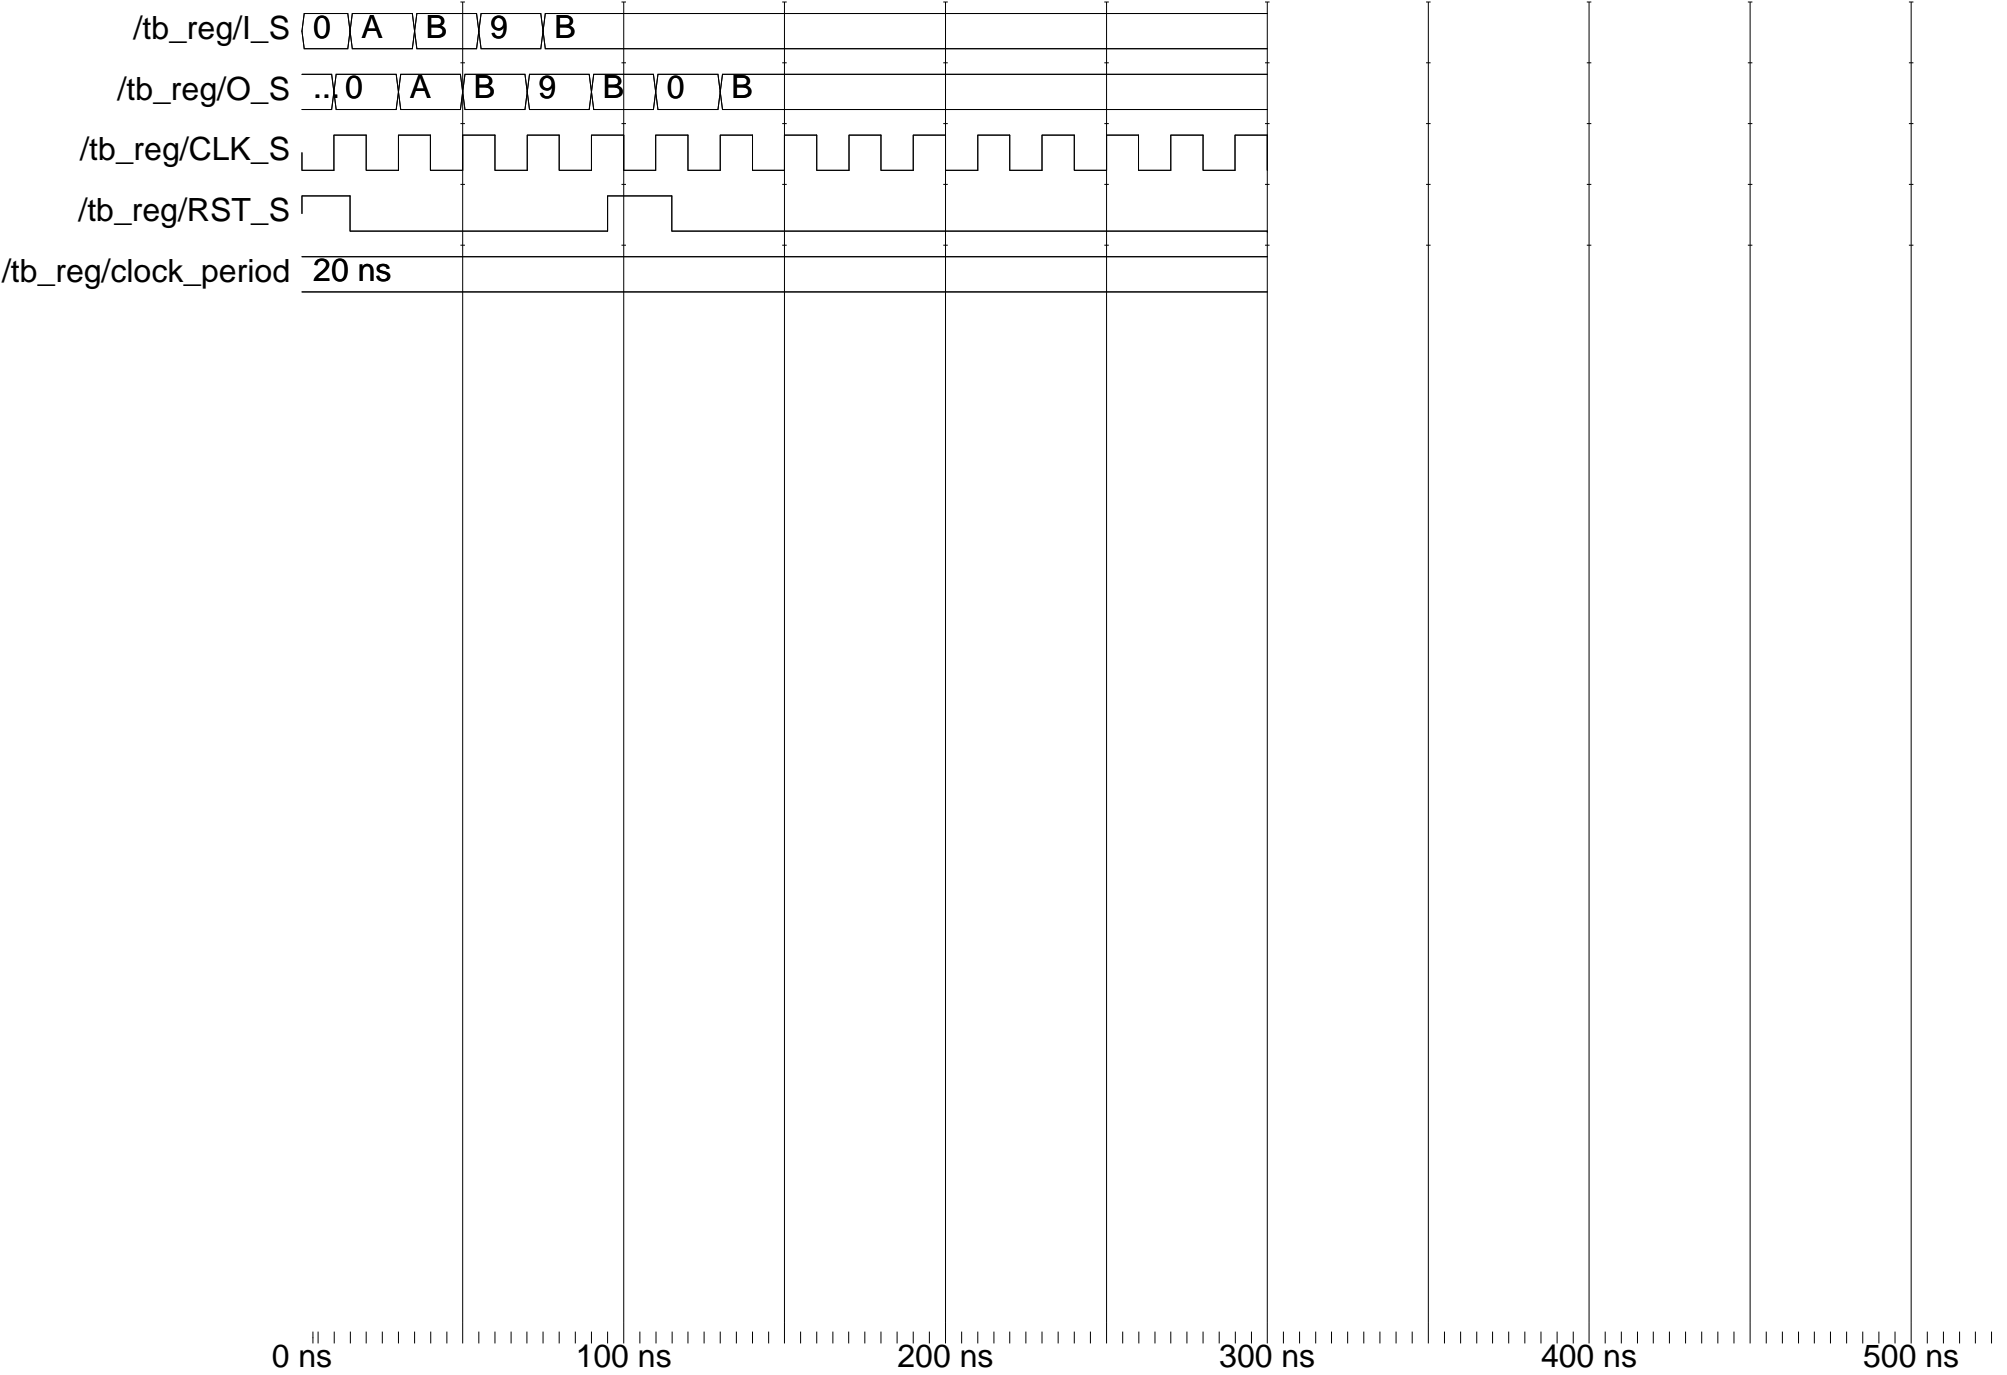 /tb_reg/I_S 0 A B 9 B
/tb_reg/O_S ... 0 A B 9 B 0 B
/tb_reg/CLK_S
/tb_reg/RST_S
/tb_reg/clock_period 20 ns
0 ns 100 ns 200 ns 300 ns 400 ns 500 ns